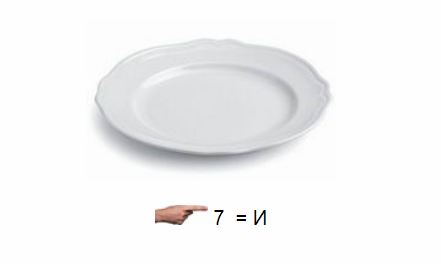 7 = И